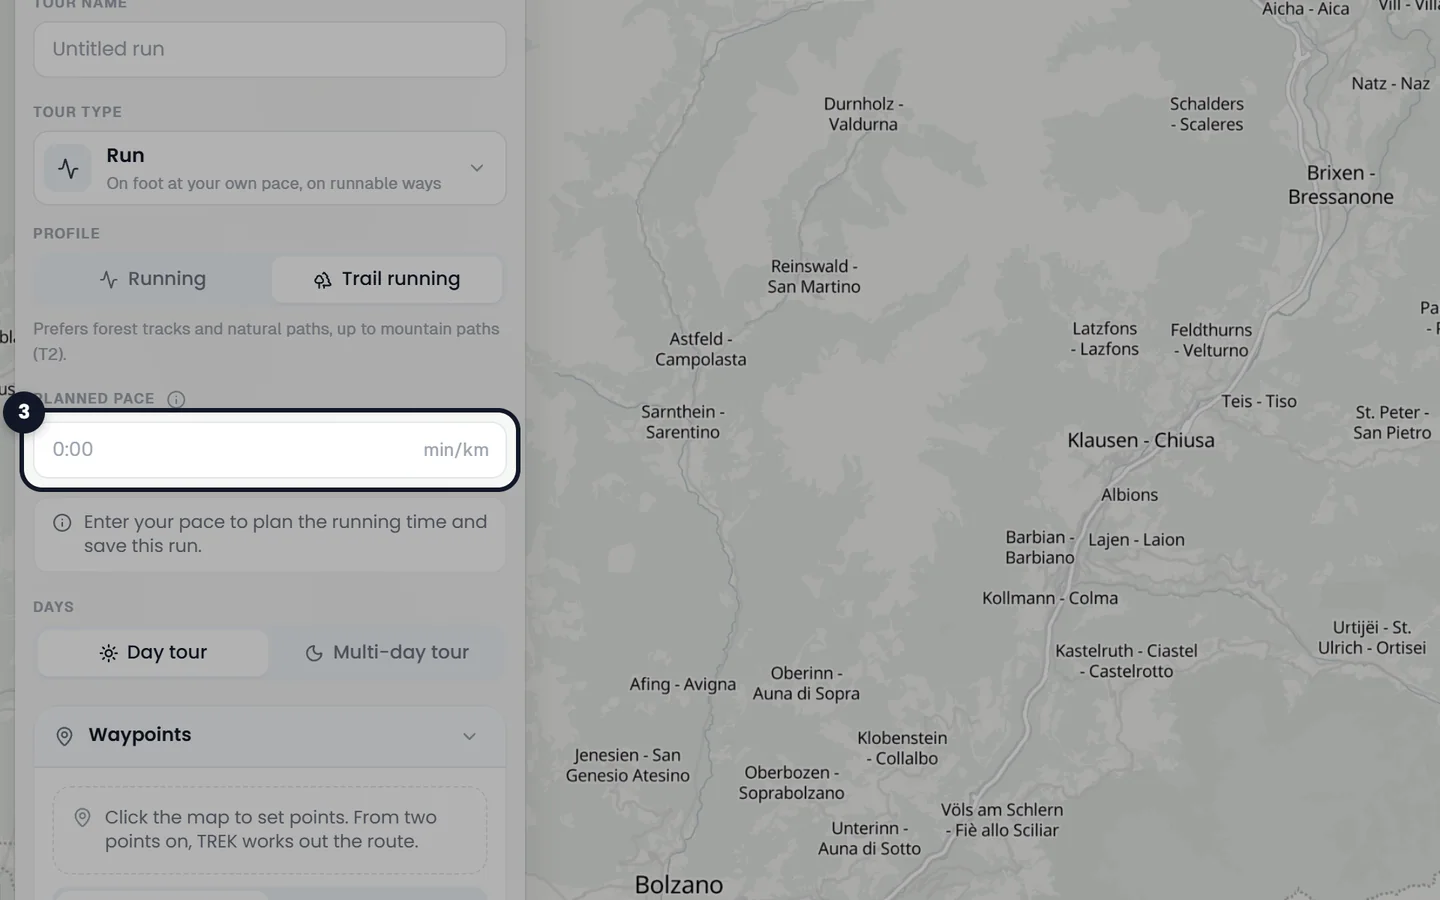 TOUR NAME
Untitled run
TOUR TYPE
Run
On foot at your own pace, on runnable ways
PROFILE
Running
Trail running
Prefers forest tracks and natural paths, up to mountain paths
(T2).
PLANNED PACE
3
0:00
min/km
Enter your pace to plan the running time and
save this run.
DAYS
Day tour
Multi-day tour
Waypoints
Click the map to set points. From two
points on, TREK works out the route.
Aicha - Aica
Natz - Naz
Durnholz -
Valdurna
Schalders
- Scaleres
Brixen -
Bressanone
Reinswald -
San Martino
Astfeld -
Campolasta
Latzfons
- Lazfons
Feldthurns
- Velturno
Teis - Tiso
Sarnthein -
Sarentino
St. Peter -
San Pietro
Klausen - Chiusa
Albions
Barbian -
Barbiano
Lajen - Laion
Kollmann - Colma
Urtijëi - St.
Ulrich - Ortisei
Kastelruth - Ciastel
- Castelrotto
Afing - Avigna
Oberinn -
Auna di Sopra
Klobenstein
- Collalbo
Jenesien - San
Genesio Atesino
Oberbozen -
Soprabolzano
Völs am Schlern
- Fiè allo Sciliar
Unterinn -
Auna di Sotto
Bolzano